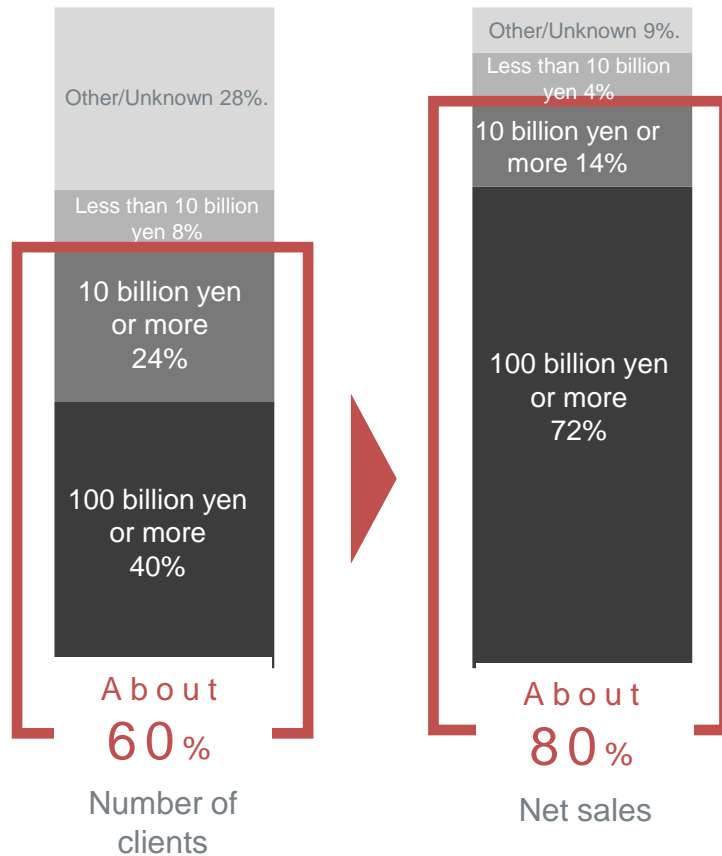 Other/Unknown 28%.
Less than 10 billion
yen 8%
10 billion yen
or more
24%
100 billion yen
or more
40%
About
60%
Number of
clients
Other/Unknown 9%.
Less than 10 billion
yen 4%
10 billion yen or
more 14%
100 billion yen
or more
72%
About
80%
Net sales